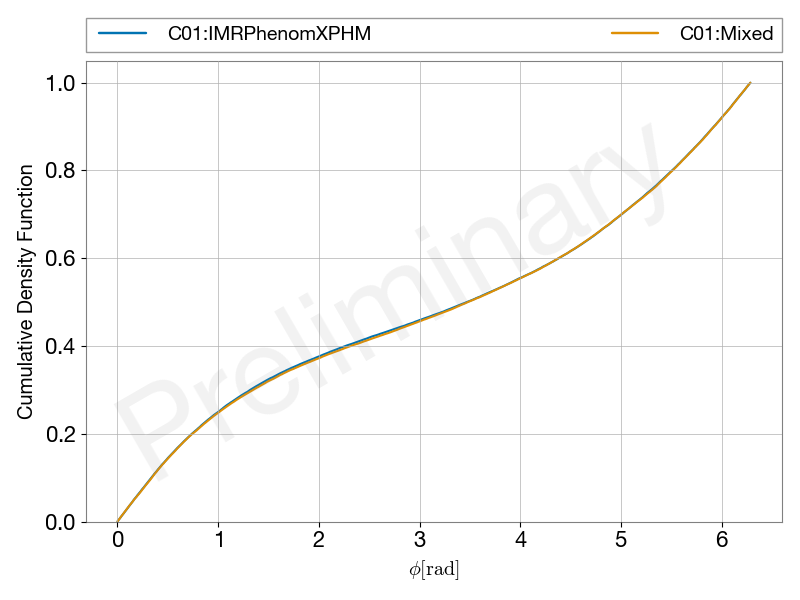 C01:IMRPhenomXPHM C01:Mixed
1.0
0.8
0.6
0.4
0.2
0.0
Cumulative Density Function
Preliminary
0 1 2 3 4 5 6
ϕ[rad]